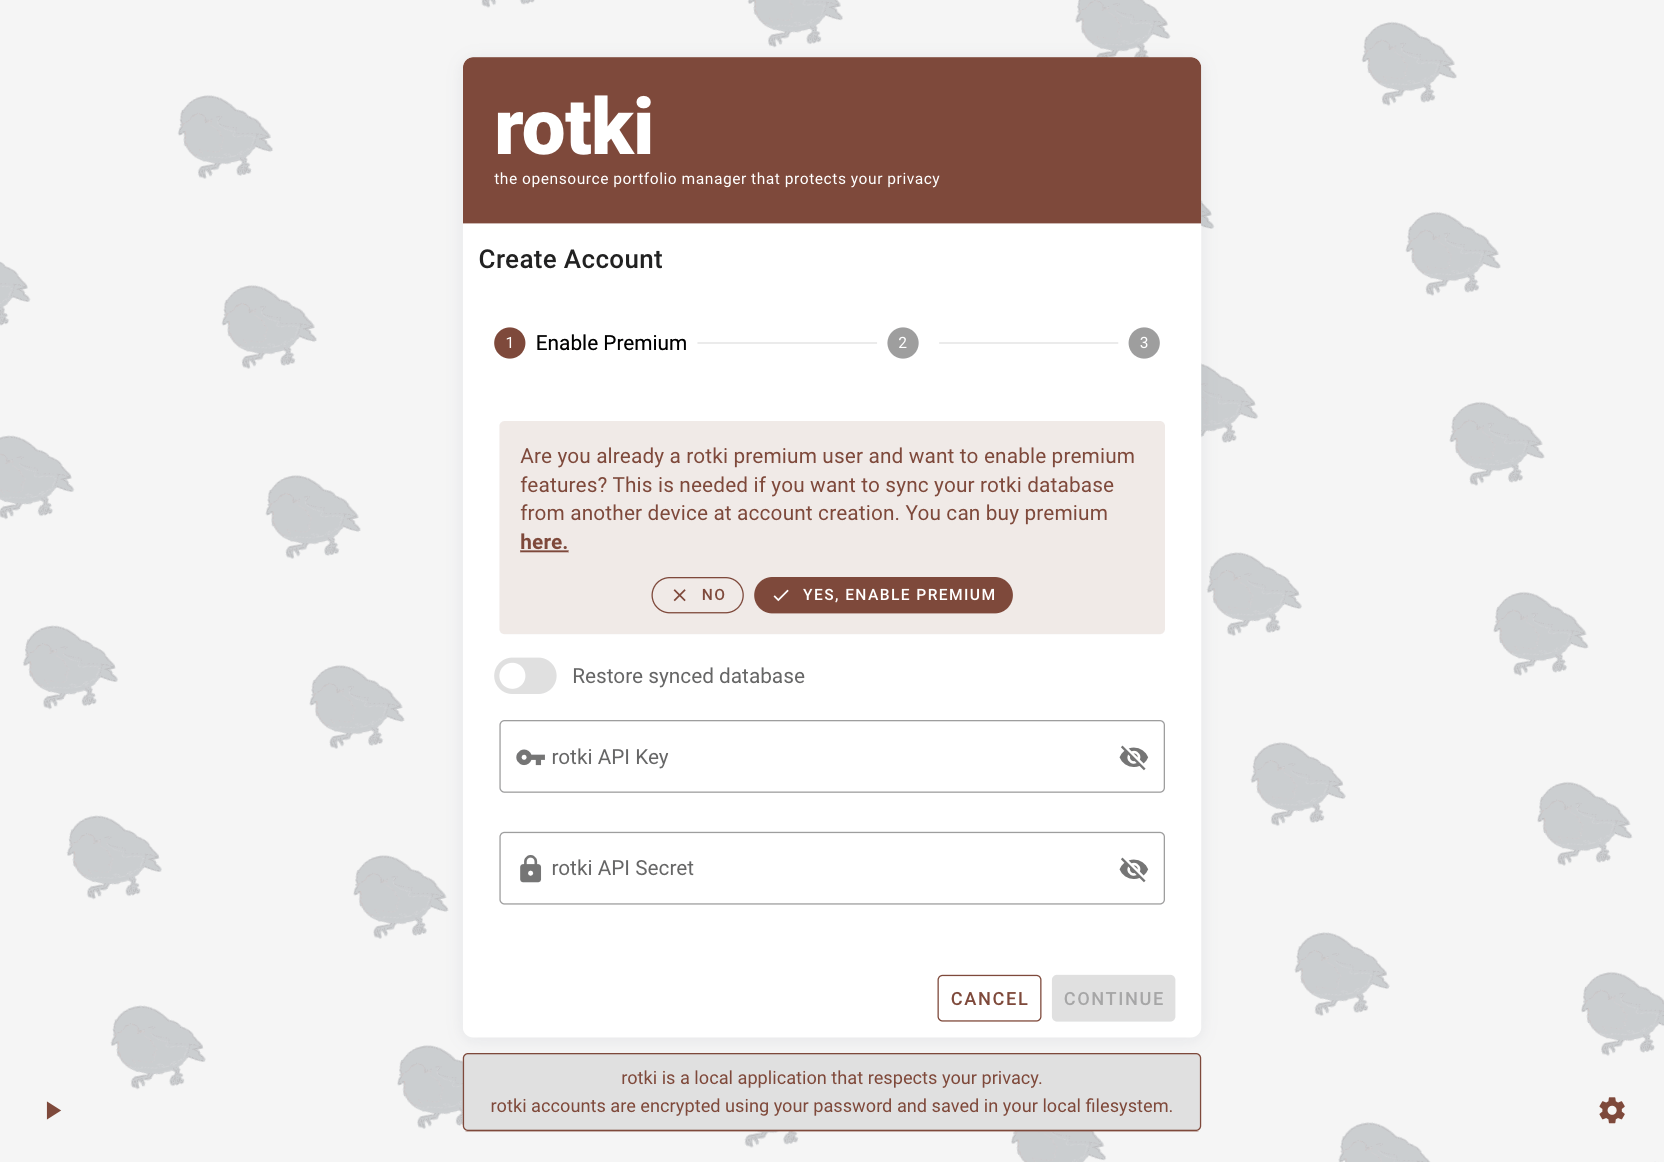 rotki
the opensource portfolio manager that protects your privacy
Create Account
1 Enable Premium 2 3
Are you already a rotki premium user and want to enable premium
features? This is needed if you want to sync your rotki database
from another device at account creation. You can buy premium
here.
NO YES, ENABLE PREMIUM
Restore synced database
rotki API Key
rotki API Secret
CANCEL CONTINUE
rotki is a local application that respects your privacy.
rotki accounts are encrypted using your password and saved in your local filesystem.